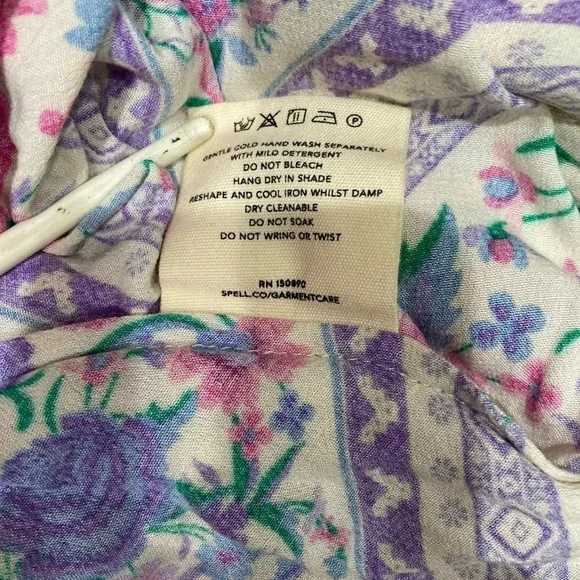 GENTLE COLD HAND WASH SEPARATELY
WITH MILD DETERGENT
DO NOT BLEACH
HANG DRY IN SHADE
RESHAPE AND COOL IRON WHILST DAMP
DRY CLEANABLE
DO NOT SOAK
DO NOT WRING OR TWIST
RN 150890
SPELL.CO/GARMENTCARE